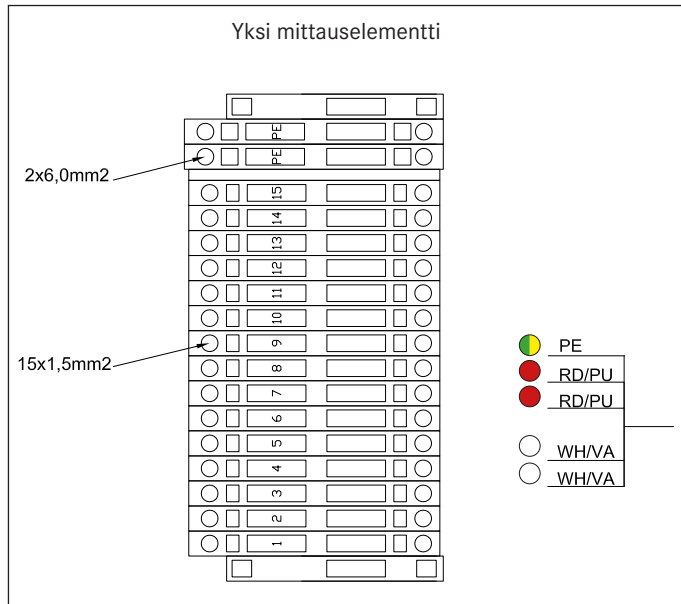 Yksi mittauselementti
PE
PE
2x6,0mm2
15
14
13
12
11
10
9
15x1,5mm2
8
7
6
5
4
3
2
1
PE
RD/PU
RD/PU
WH/VA
WH/VA